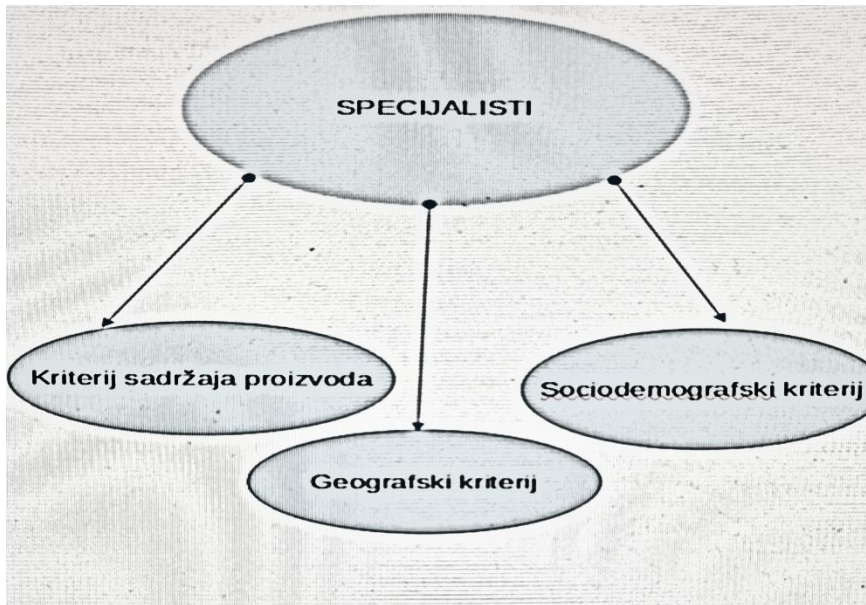 SPECIJALISTI
Kriterij sadržaja proizvoda
Sociodemografski kriterij
Geografski kriterij